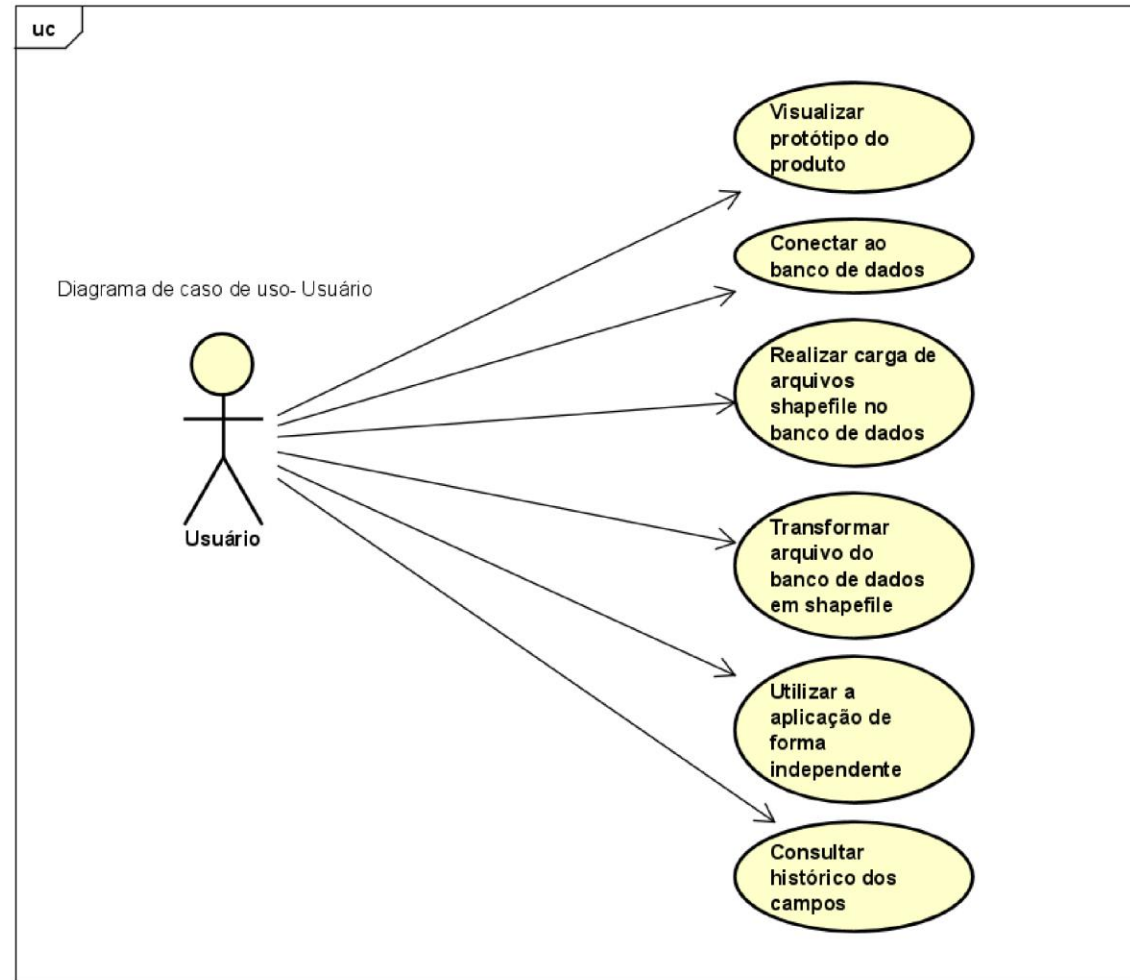 uc
Visualizar
protótipo do
produto
Conectar ao
banco de dados
Diagrama de caso de uso- Usuário
Realizar carga de
arquivos
shapefile no
banco de dados
Usuário
Transformar
arquivo do
banco de dados
em shapefile
Utilizar a
aplicação de
forma
independente
Consultar
histórico dos
campos